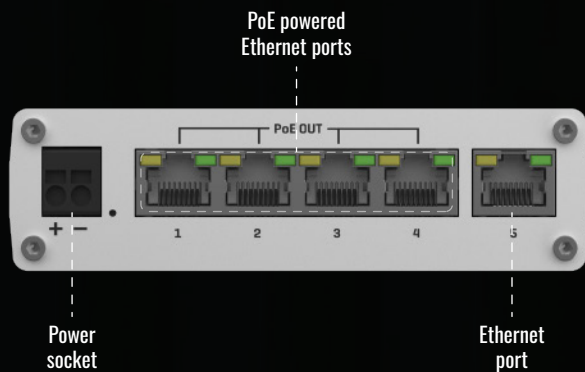 PoE powered
Ethernet ports
PoE OUT
+ -
1 2 3 4 5
Power
socket
Ethernet
port